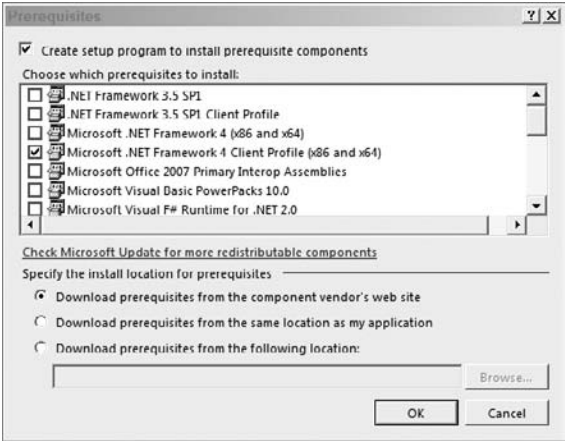 Prerequisites
Create setup program to install prerequisite components
Choose which prerequisites to install:
.NET Framework 3.5 SP1
.NET Framework 3.5 SP1 Client Profile
Microsoft .NET Framework 4 (x86 and x64)
Microsoft .NET Framework 4 Client Profile (x86 and x64)
Microsoft Office 2007 Primary Interop Assemblies
Microsoft Visual Basic PowerPacks 10.0
Microsoft Visual F# Runtime for .NET 2.0
Check Microsoft Update for more redistributable components
Specify the install location for prerequisites
Download prerequisites from the component vendor's web site
Download prerequisites from the same location as my application
Download prerequisites from the following location:
Browse...
OK Cancel